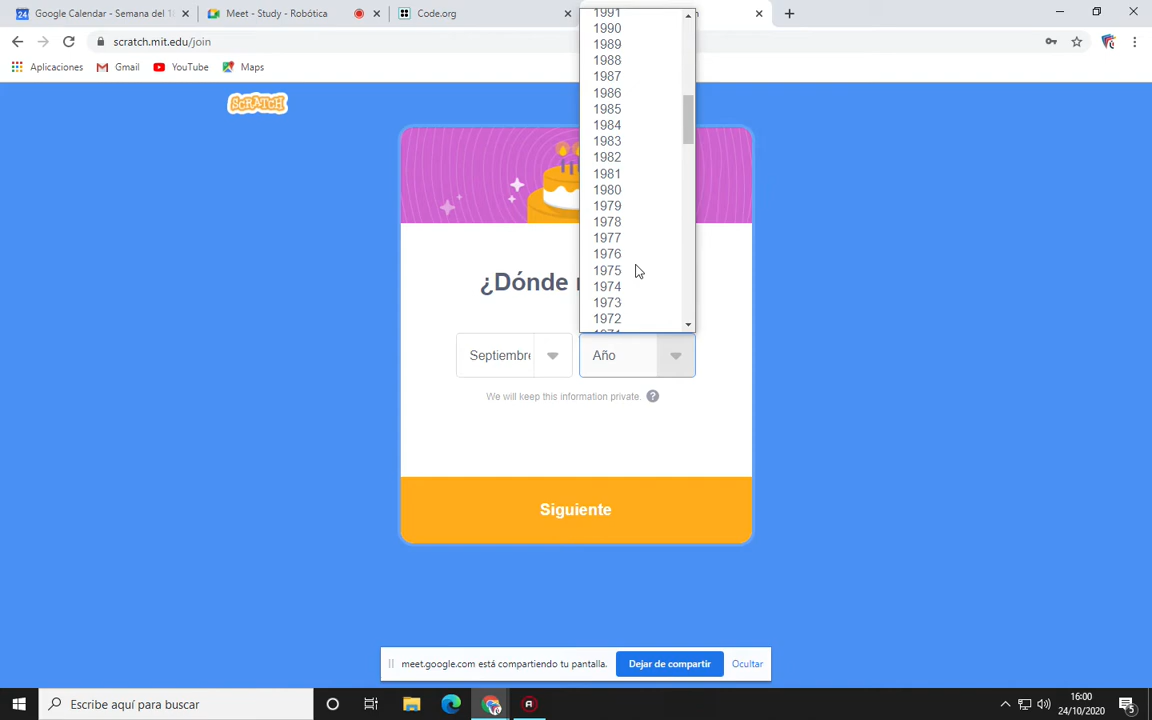 Google Calendar - Semana del 1
Meet - Study - Robótica
Code.org
scratch.mit.edu/join
Aplicaciones
Gmail
YouTube
Maps
SCRATCH
1991
1990
1989
1988
1987
1986
1985
1984
1983
1982
1981
1980
1979
1978
1977
1976
1975
1974
1973
1972
1971
¿Dónde
Septiembre
Año
We will keep this information private.
?
Siguiente
meet.google.com está compartiendo tu pantalla.
Dejar de compartir
Ocultar
Escribe aquí para buscar
16:00
24/10/2020
5